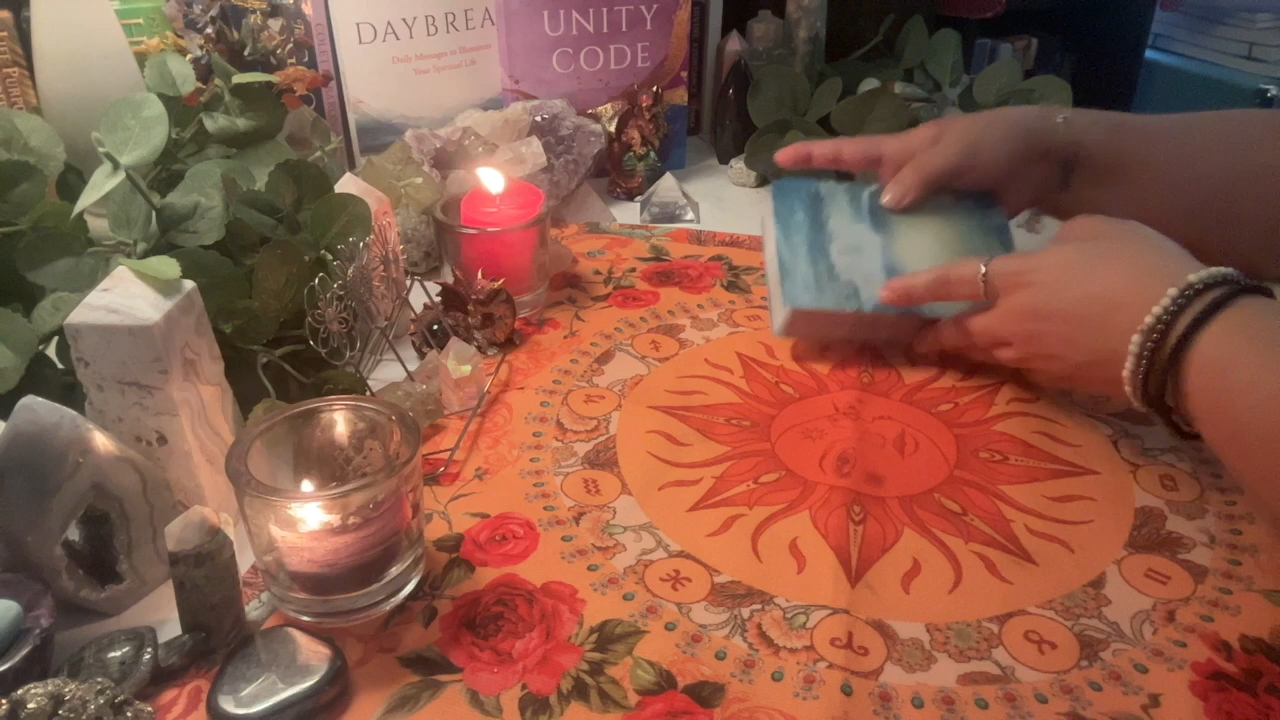 DAYBREA
Daily Messages to Illuminate
Your Spiritual Life
UNITY
CODE